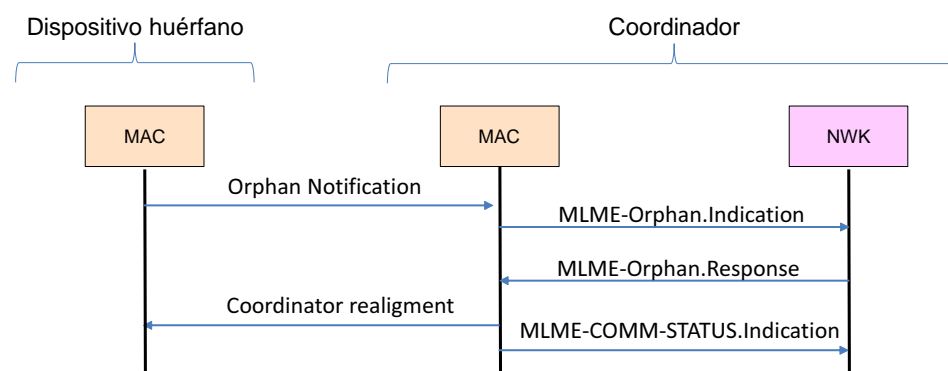 Dispositivo huérfano
Coordinador
MAC
MAC
NWK
Orphan Notification
MLME-Orphan.Indication
MLME-Orphan.Response
Coordinator realigment
MLME-COMM-STATUS.Indication